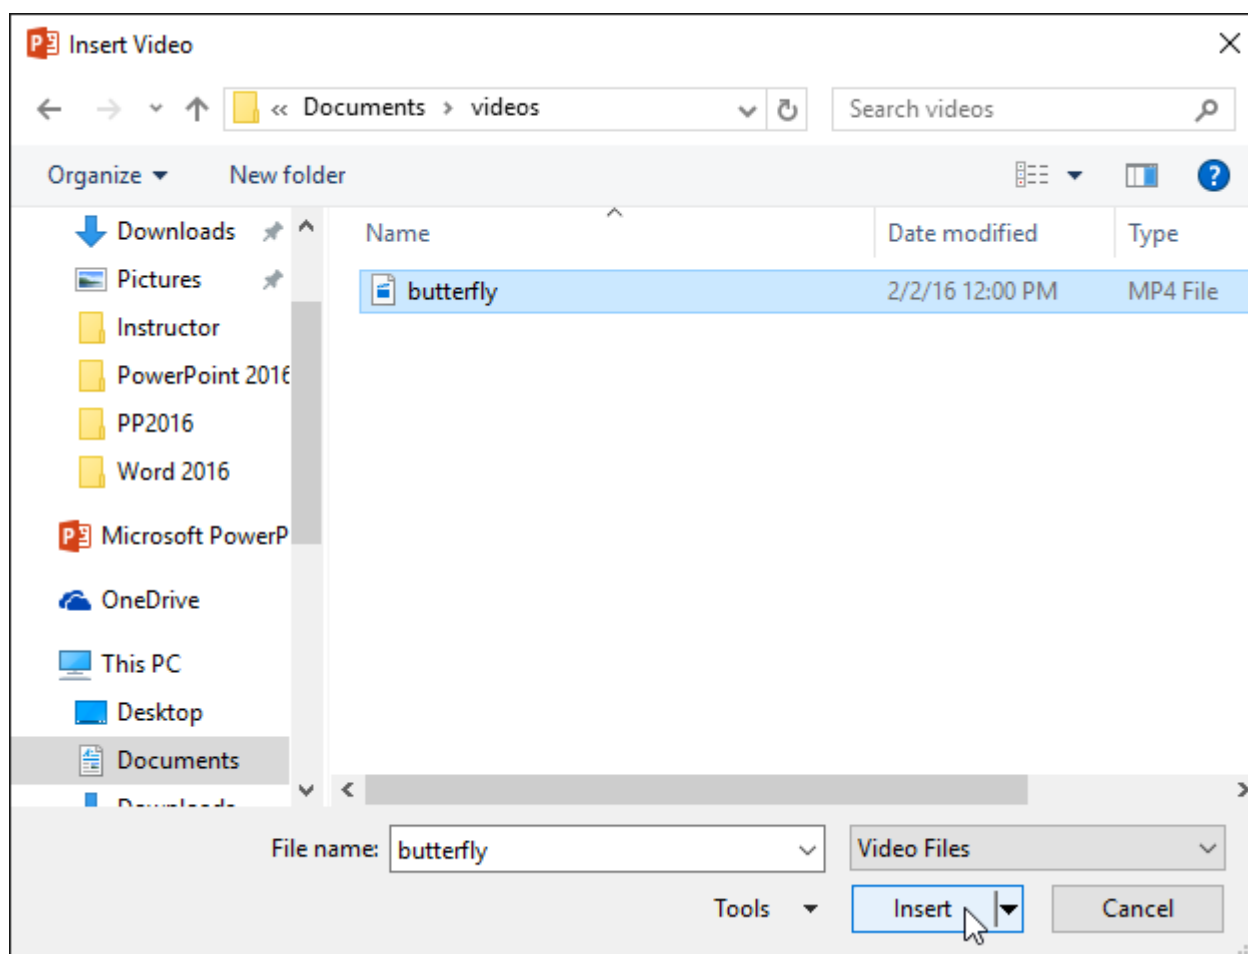 Insert Video
« Documents > videos
Search videos
Organize
New folder
Downloads
Pictures
Instructor
PowerPoint 2016
PP2016
Word 2016
Microsoft PowerP
OneDrive
This PC
Desktop
Documents
Downloads
Name
Date modified
Type
butterfly
2/2/16 12:00 PM
MP4 File
File name:
butterfly
Video Files
Tools
Insert
Cancel